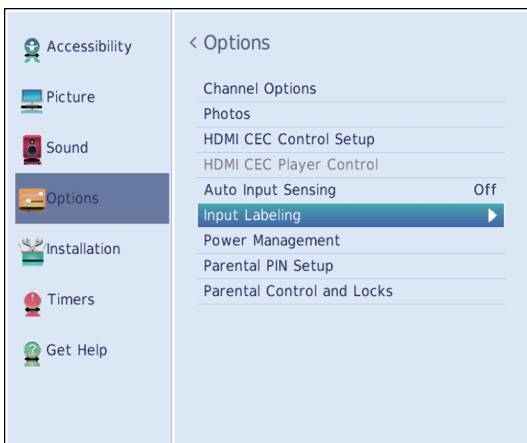 Accessibility
Picture
Sound
Options
Installation
Timers
Get Help
< Options
Channel Options
Photos
HDMI CEC Control Setup
HDMI CEC Player Control
Auto Input Sensing Off
Input Labeling
Power Management
Parental PIN Setup
Parental Control and Locks